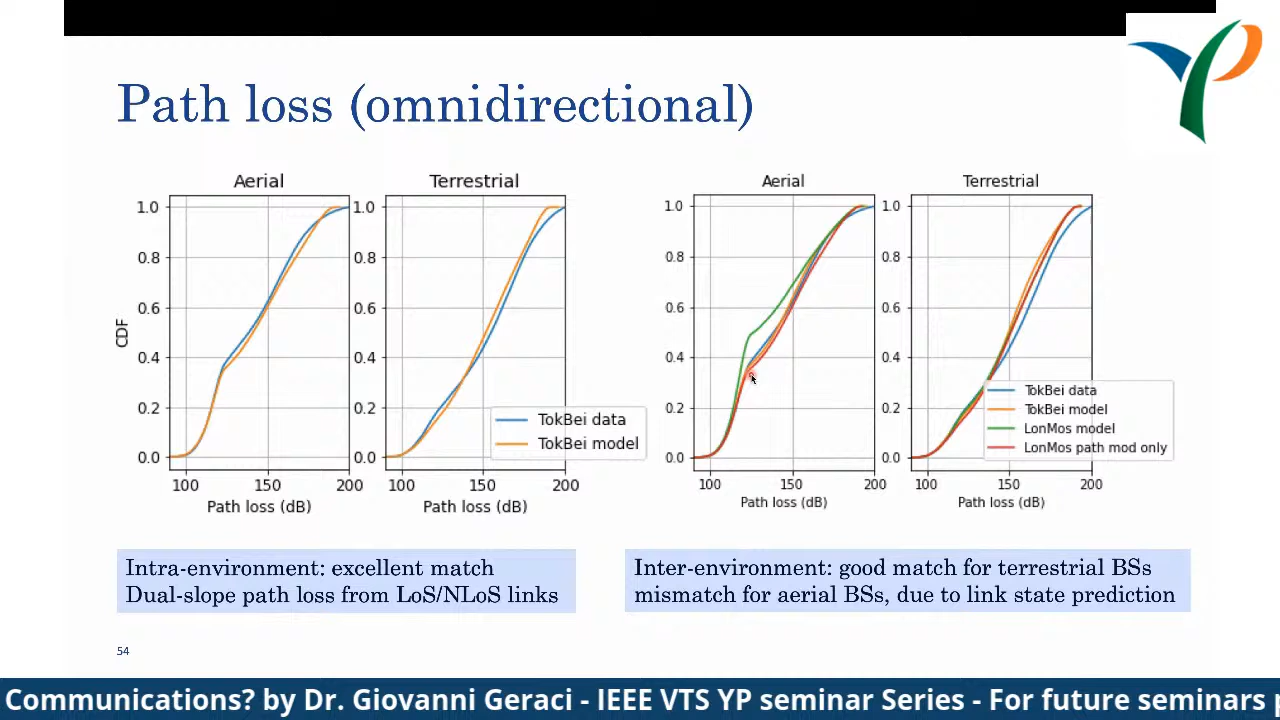 Path loss (omnidirectional)
Aerial
Terrestrial
Aerial
Terrestrial
CDF
1.0
0.8
0.6
0.4
0.2
0.0
100
150
200
Path loss (dB)
1.0
0.8
0.6
0.4
0.2
0.0
100
150
200
Path loss (dB)
TokBei data
TokBei model
1.0
0.8
0.6
0.4
0.2
0.0
100
150
200
Path loss (dB)
1.0
0.8
0.6
0.4
0.2
0.0
100
150
200
Path loss (dB)
TokBei data
TokBei model
LonMos model
LonMos path mod only
Intra-environment: excellent match
Dual-slope path loss from LoS/NLoS links
Inter-environment: good match for terrestrial BSs
mismatch for aerial BSs, due to link state prediction
54
Communications? by Dr. Giovanni Geraci - IEEE VTS YP seminar Series - For future seminars